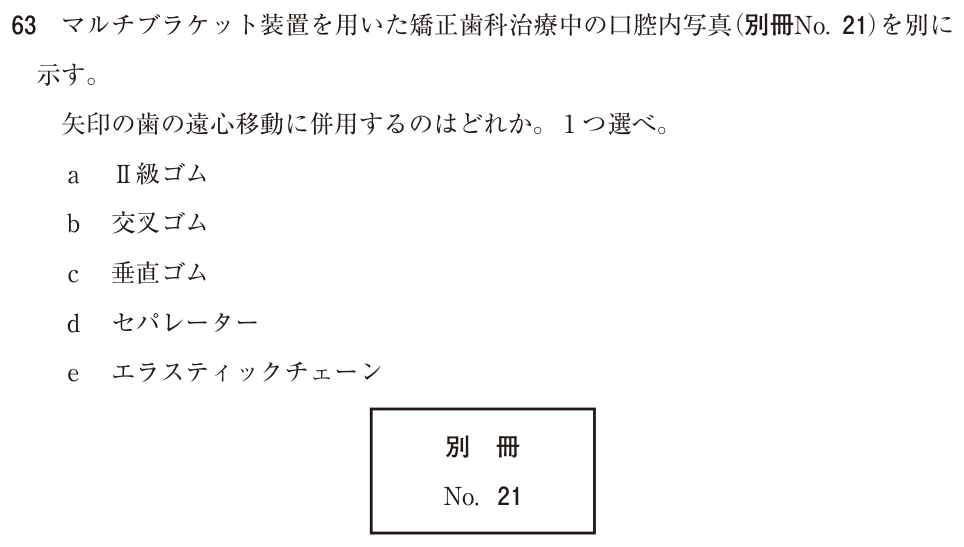 63　マルチブラケット装置を用いた矯正歯科治療中の口腔内写真(別冊No. 21)を別に
示す。
矢印の歯の遠心移動に併用するのはどれか。1つ選べ。
a　Ⅱ級ゴム
b　交叉ゴム
c　垂直ゴム
d　セパレーター
e　エラスティックチェーン
別　冊
No. 21